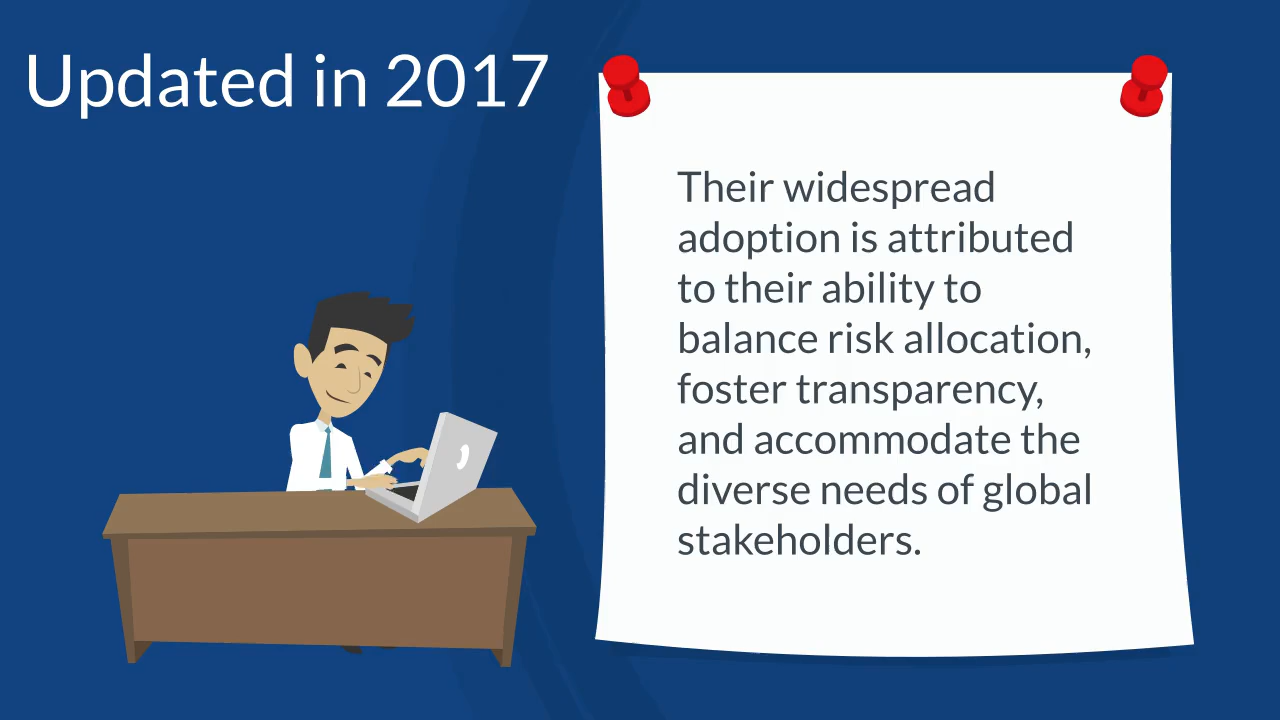 Updated in 2017
Their widespread
adoption is attributed
to their ability to
balance risk allocation,
foster transparency,
and accommodate the
diverse needs of global
stakeholders.